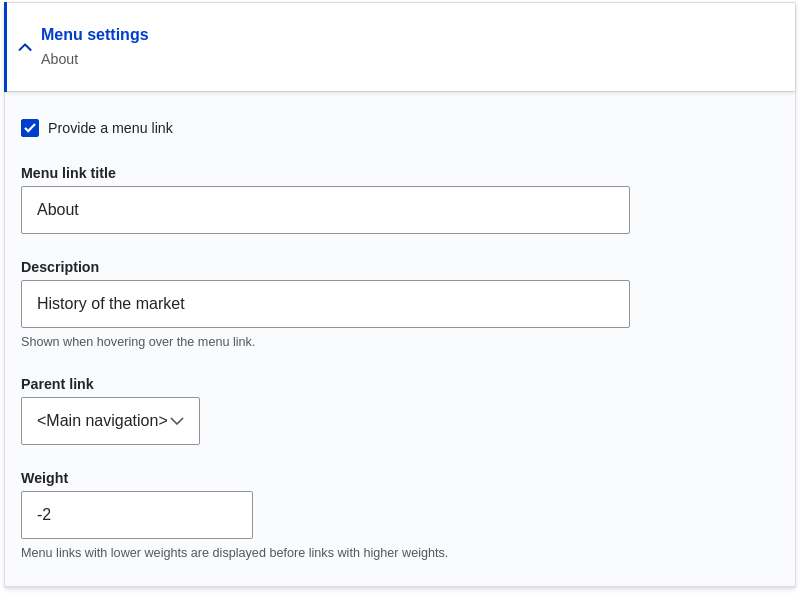 Menu settings
About
Provide a menu link
Menu link title
About
Description
History of the market
Shown when hovering over the menu link.
Parent link
<Main navigation>
Weight
-2
Menu links with lower weights are displayed before links with higher weights.